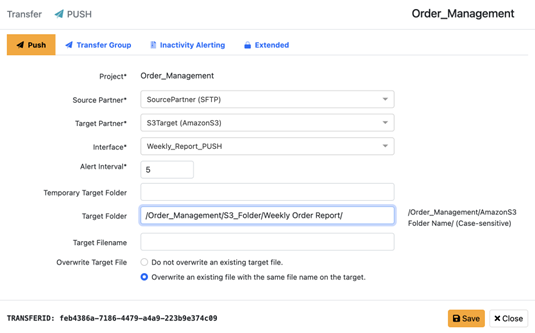 Transfer PUSH Order_Management
Push Transfer Group Inactivity Alerting Extended
Project* Order_Management
Source Partner* SourcePartner (SFTP)
Target Partner* S3Target (AmazonS3)
Interface* Weekly_Report_PUSH
Alert Interval* 5
Temporary Target Folder
Target Folder /Order_Management/S3_Folder/Weekly Order Report/ /Order_Management/AmazonS3
Folder Name/ (Case-sensitive)
Target Filename
Overwrite Target File Do not overwrite an existing target file.
Overwrite an existing file with the same file name on the target.
TRANSFERID: feb4386a-7186-4479-a4a9-223b9e374c09 Save Close